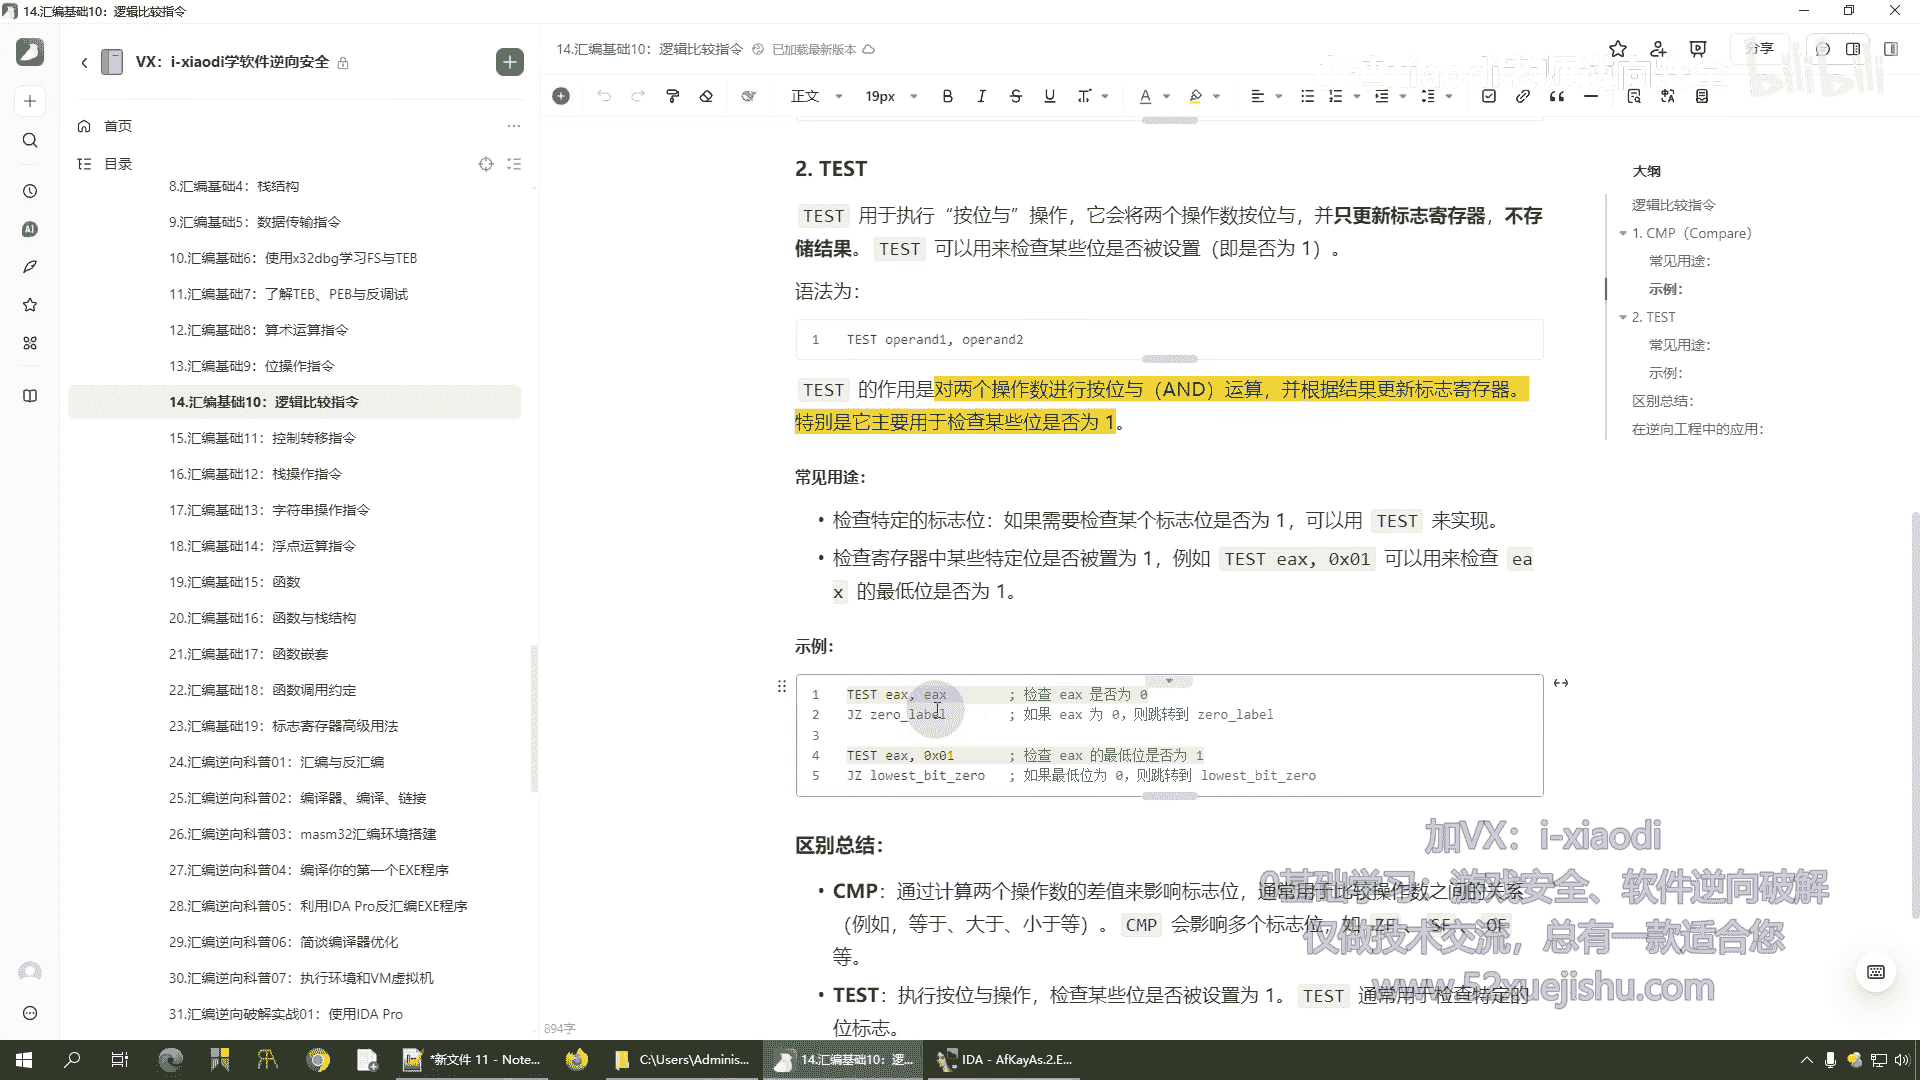 14.汇编基础10：逻辑比较指令
VX：i-xiaodi学软件逆向安全
首页
目录
8.汇编基础4：栈结构
9.汇编基础5：数据传输指令
10.汇编基础6：使用x32dbg学习FS与TEB
11.汇编基础7：了解TEB、PEB与反调试
12.汇编基础8：算术运算指令
13.汇编基础9：位操作指令
14.汇编基础10：逻辑比较指令
15.汇编基础11：控制转移指令
16.汇编基础12：栈操作指令
17.汇编基础13：字符串操作指令
18.汇编基础14：浮点运算指令
19.汇编基础15：函数
20.汇编基础16：函数与栈结构
21.汇编基础17：函数嵌套
22.汇编基础18：函数调用约定
23.汇编基础19：标志寄存器高级用法
24.汇编逆向科普01：汇编与反汇编
25.汇编逆向科普02：编译器、编译、链接
26.汇编逆向科普03：masm32汇编环境搭建
27.汇编逆向科普04：编译你的第一个EXE程序
28.汇编逆向科普05：利用IDA Pro反汇编EXE程序
29.汇编逆向科普06：简谈编译器优化
30.汇编逆向科普07：执行环境和VM虚拟机
31.汇编逆向破解实战01：使用IDA Pro
14.汇编基础10：逻辑比较指令 已加载最新版本
分享
bilibili
正文 19px
2. TEST
TEST 用于执行“按位与”操作，它会将两个操作数按位与，并只更新标志寄存器，不存
储结果。 TEST 可以用来检查某些位是否被设置（即是否为 1）。
语法为：
1 TEST operand1, operand2
TEST 的作用是对两个操作数进行按位与（AND）运算，并根据结果更新标志寄存器。
特别是它主要用于检查某些位是否为 1。
常见用途：
• 检查特定的标志位：如果需要检查某个标志位是否为 1，可以用 TEST 来实现。
• 检查寄存器中某些特定位是否被置为 1，例如 TEST eax, 0x01 可以用来检查 ea
x 的最低位是否为 1。
示例：
1 TEST eax, eax ; 检查 eax 是否为 0
2 JZ zero_label ; 如果 eax 为 0，则跳转到 zero_label
3
4 TEST eax, 0x01 ; 检查 eax 的最低位是否为 1
5 JZ lowest_bit_zero ; 如果最低位为 0，则跳转到 lowest_bit_zero
区别总结：
• CMP：通过计算两个操作数的差值来影响标志位，通常用于比较操作数之间的关系
（例如，等于、大于、小于等）。 CMP 会影响多个标志位，如 ZF、 SF、 OF
等。
• TEST：执行按位与操作，检查某些位是否被设置为 1。 TEST 通常用于检查特定的
位标志。
894字
大纲
逻辑比较指令
1. CMP（Compare）
常见用途：
示例：
2. TEST
常见用途：
示例：
区别总结：
在逆向工程中的应用：
加VX：i-xiaodi
0基础学习：游戏安全、软件逆向破解
仅做技术交流，总有一款适合您
www.52xuejishu.com
*新文件 11 - Note...
C:\Users\Adminis...
14.汇编基础10：逻...
IDA - AfKayAs.2.E...